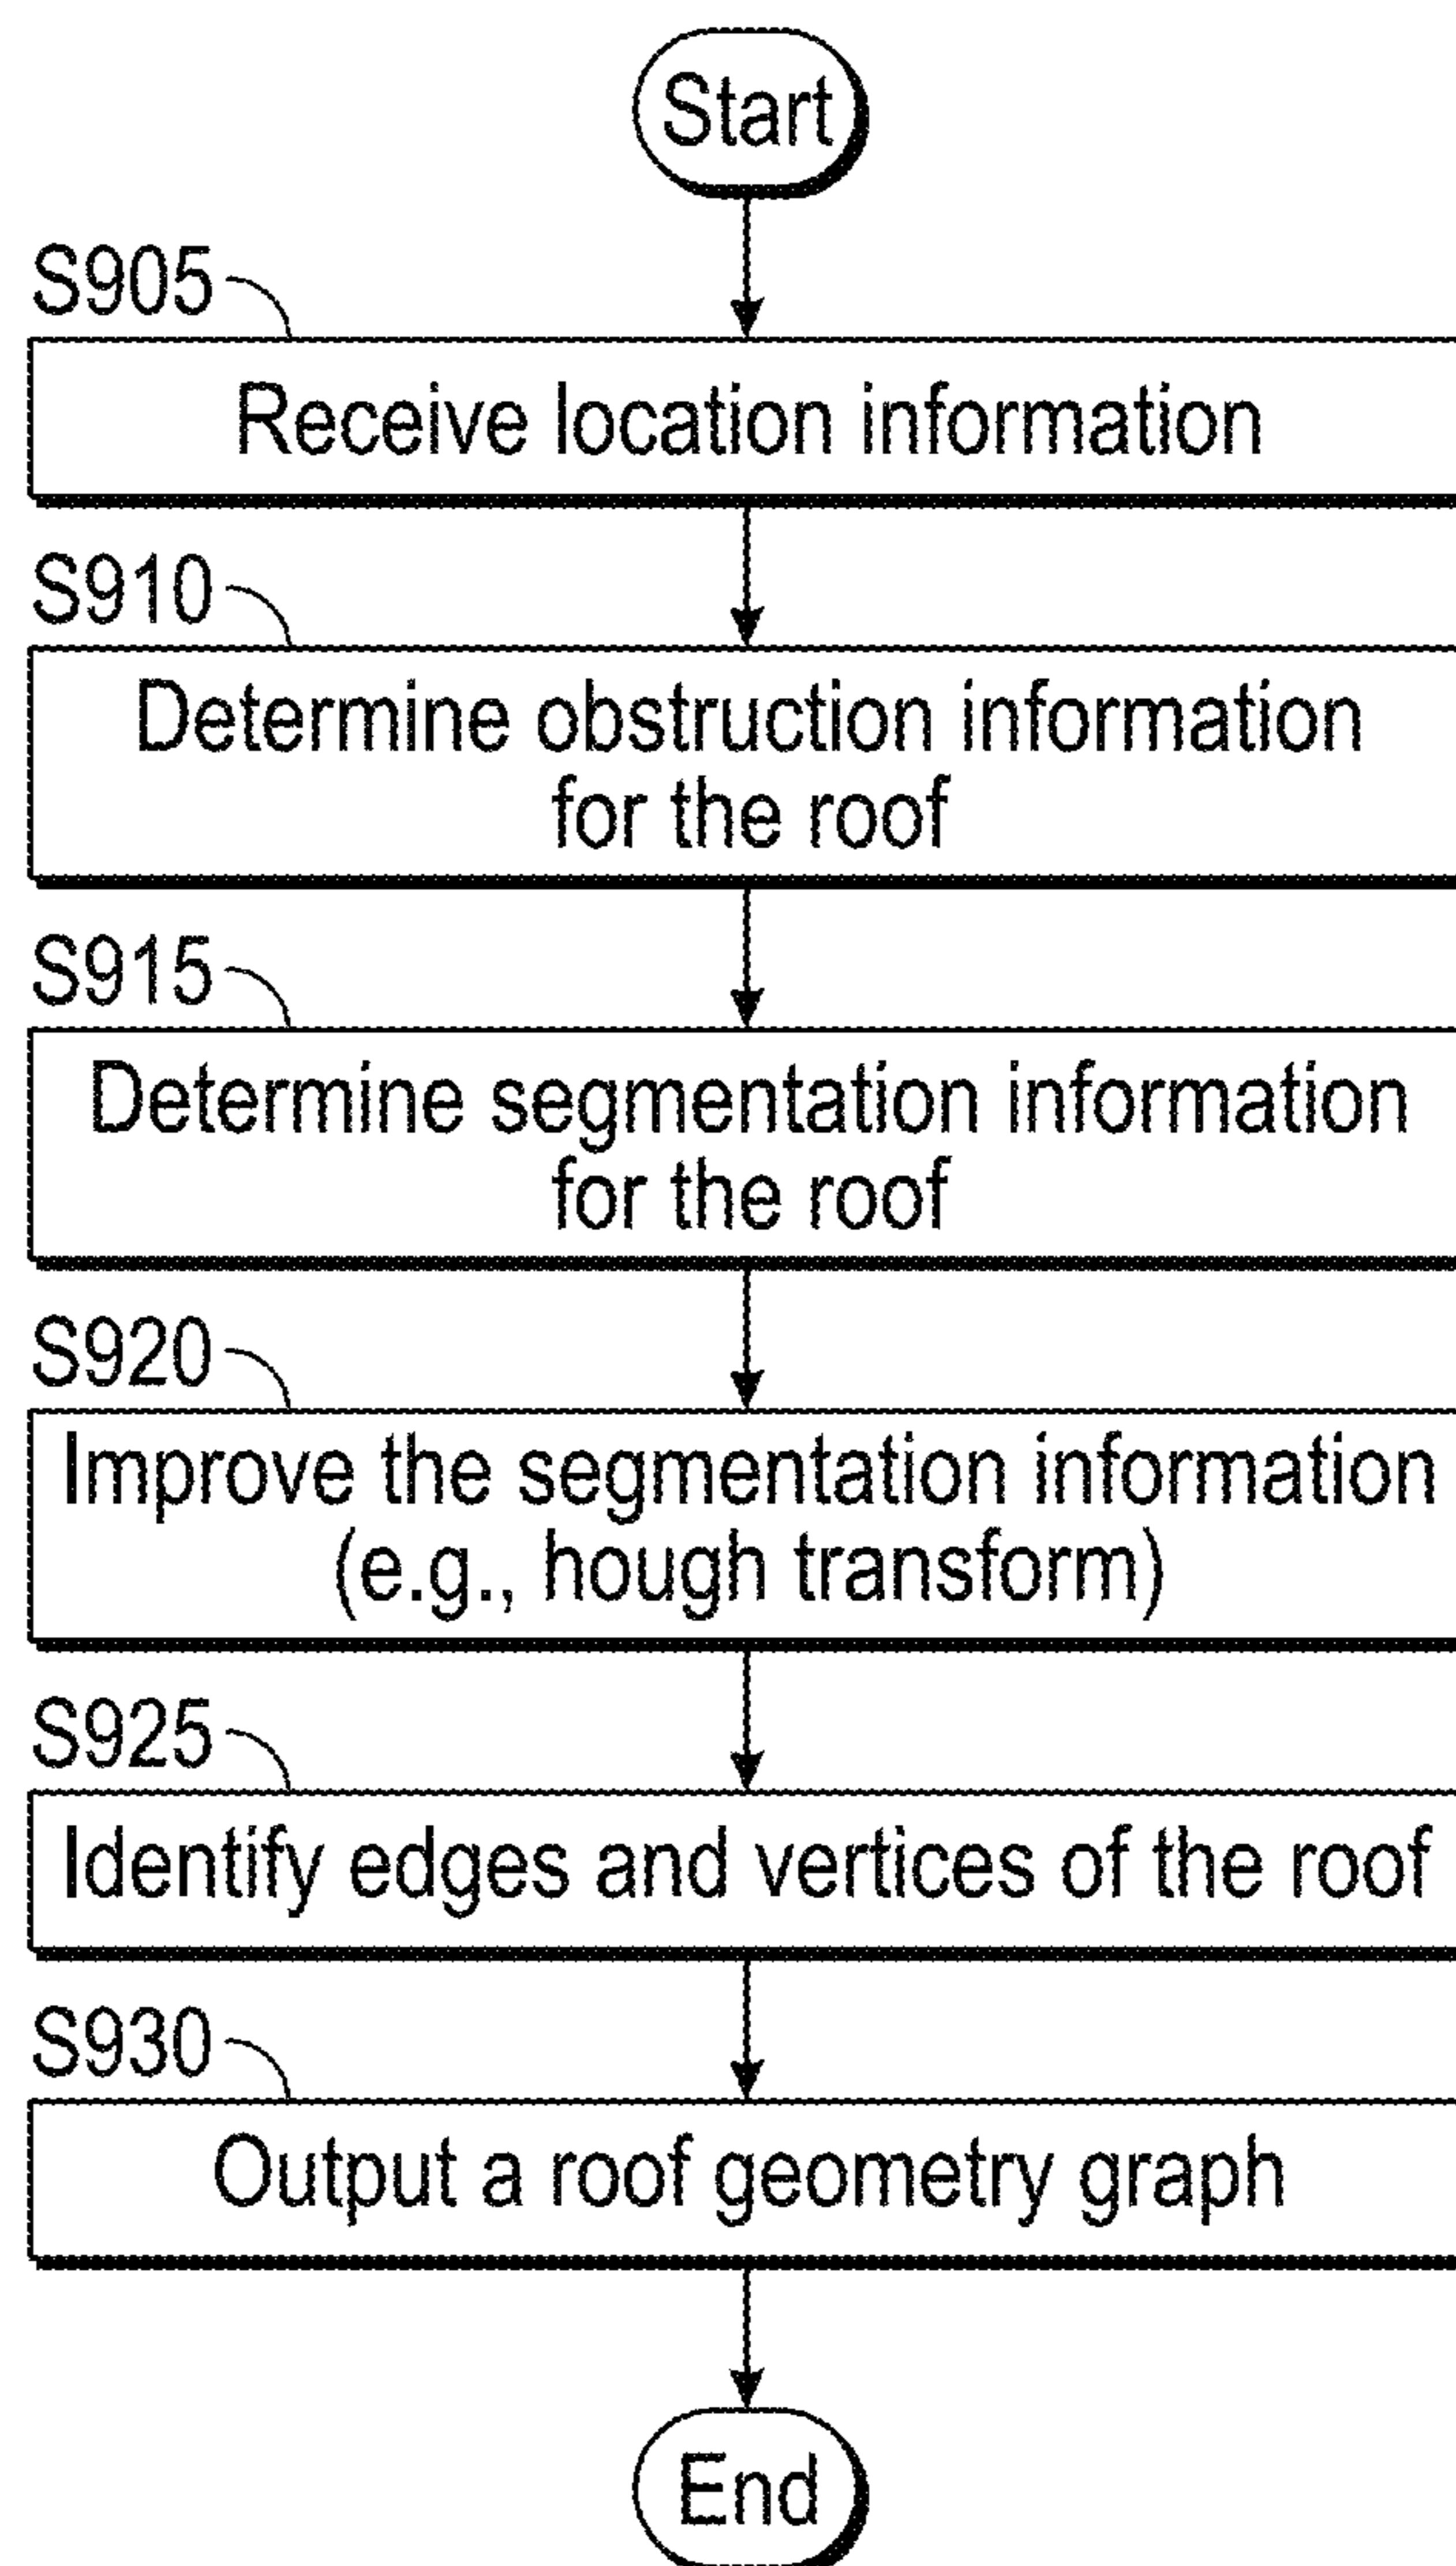 Start
S905
Receive location information
S910
Determine obstruction information
for the roof
S915
Determine segmentation information
for the roof
S920
Improve the segmentation information
(e.g., hough transform)
S925
Identify edges and vertices of the roof
S930
Output a roof geometry graph
End